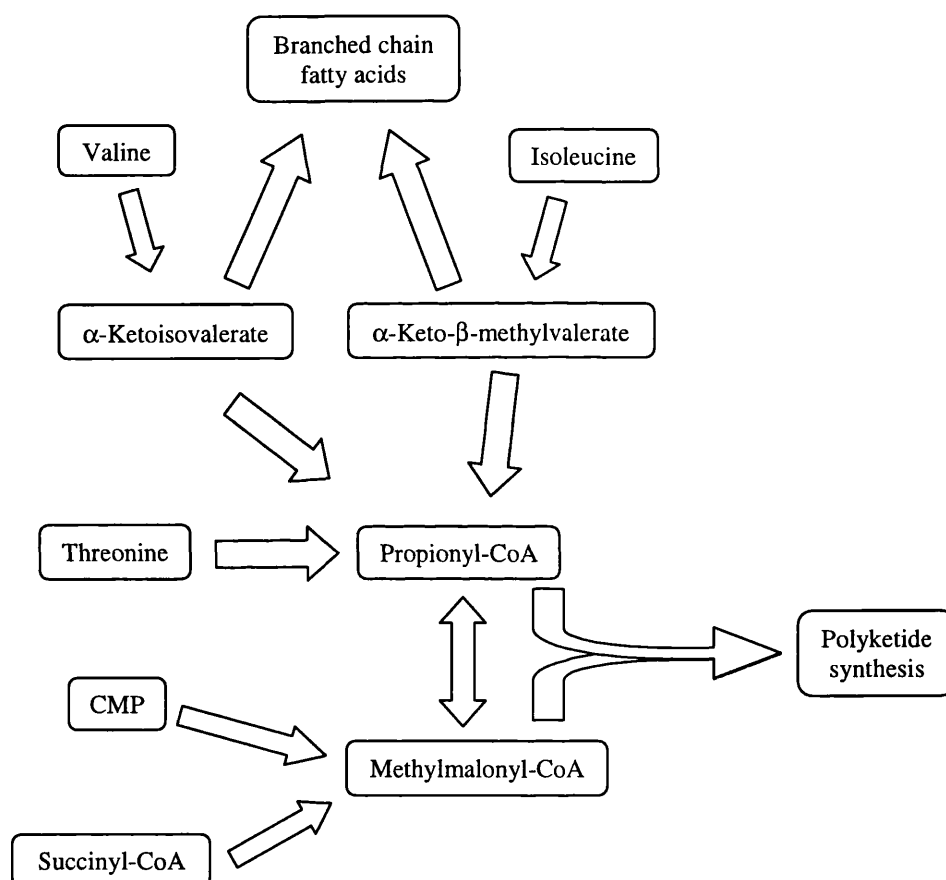 Branched chain
fatty acids
Valine
Isoleucine
α-Ketoisovalerate
α-Keto-β-methylvalerate
Threonine
Propionyl-CoA
Polyketide
synthesis
CMP
Methylmalonyl-CoA
Succinyl-CoA